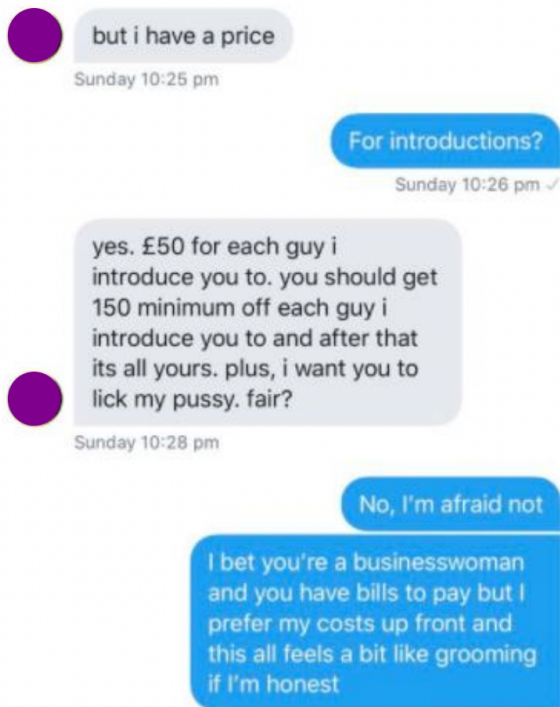 but i have a price
Sunday 10:25 pm
For introductions?
Sunday 10:26 pm ✓
yes. £50 for each guy i
introduce you to. you should get
150 minimum off each guy i
introduce you to and after that
its all yours. plus, i want you to
lick my pussy. fair?
Sunday 10:28 pm
No, I'm afraid not
I bet you're a businesswoman
and you have bills to pay but I
prefer my costs up front and
this all feels a bit like grooming
if I'm honest